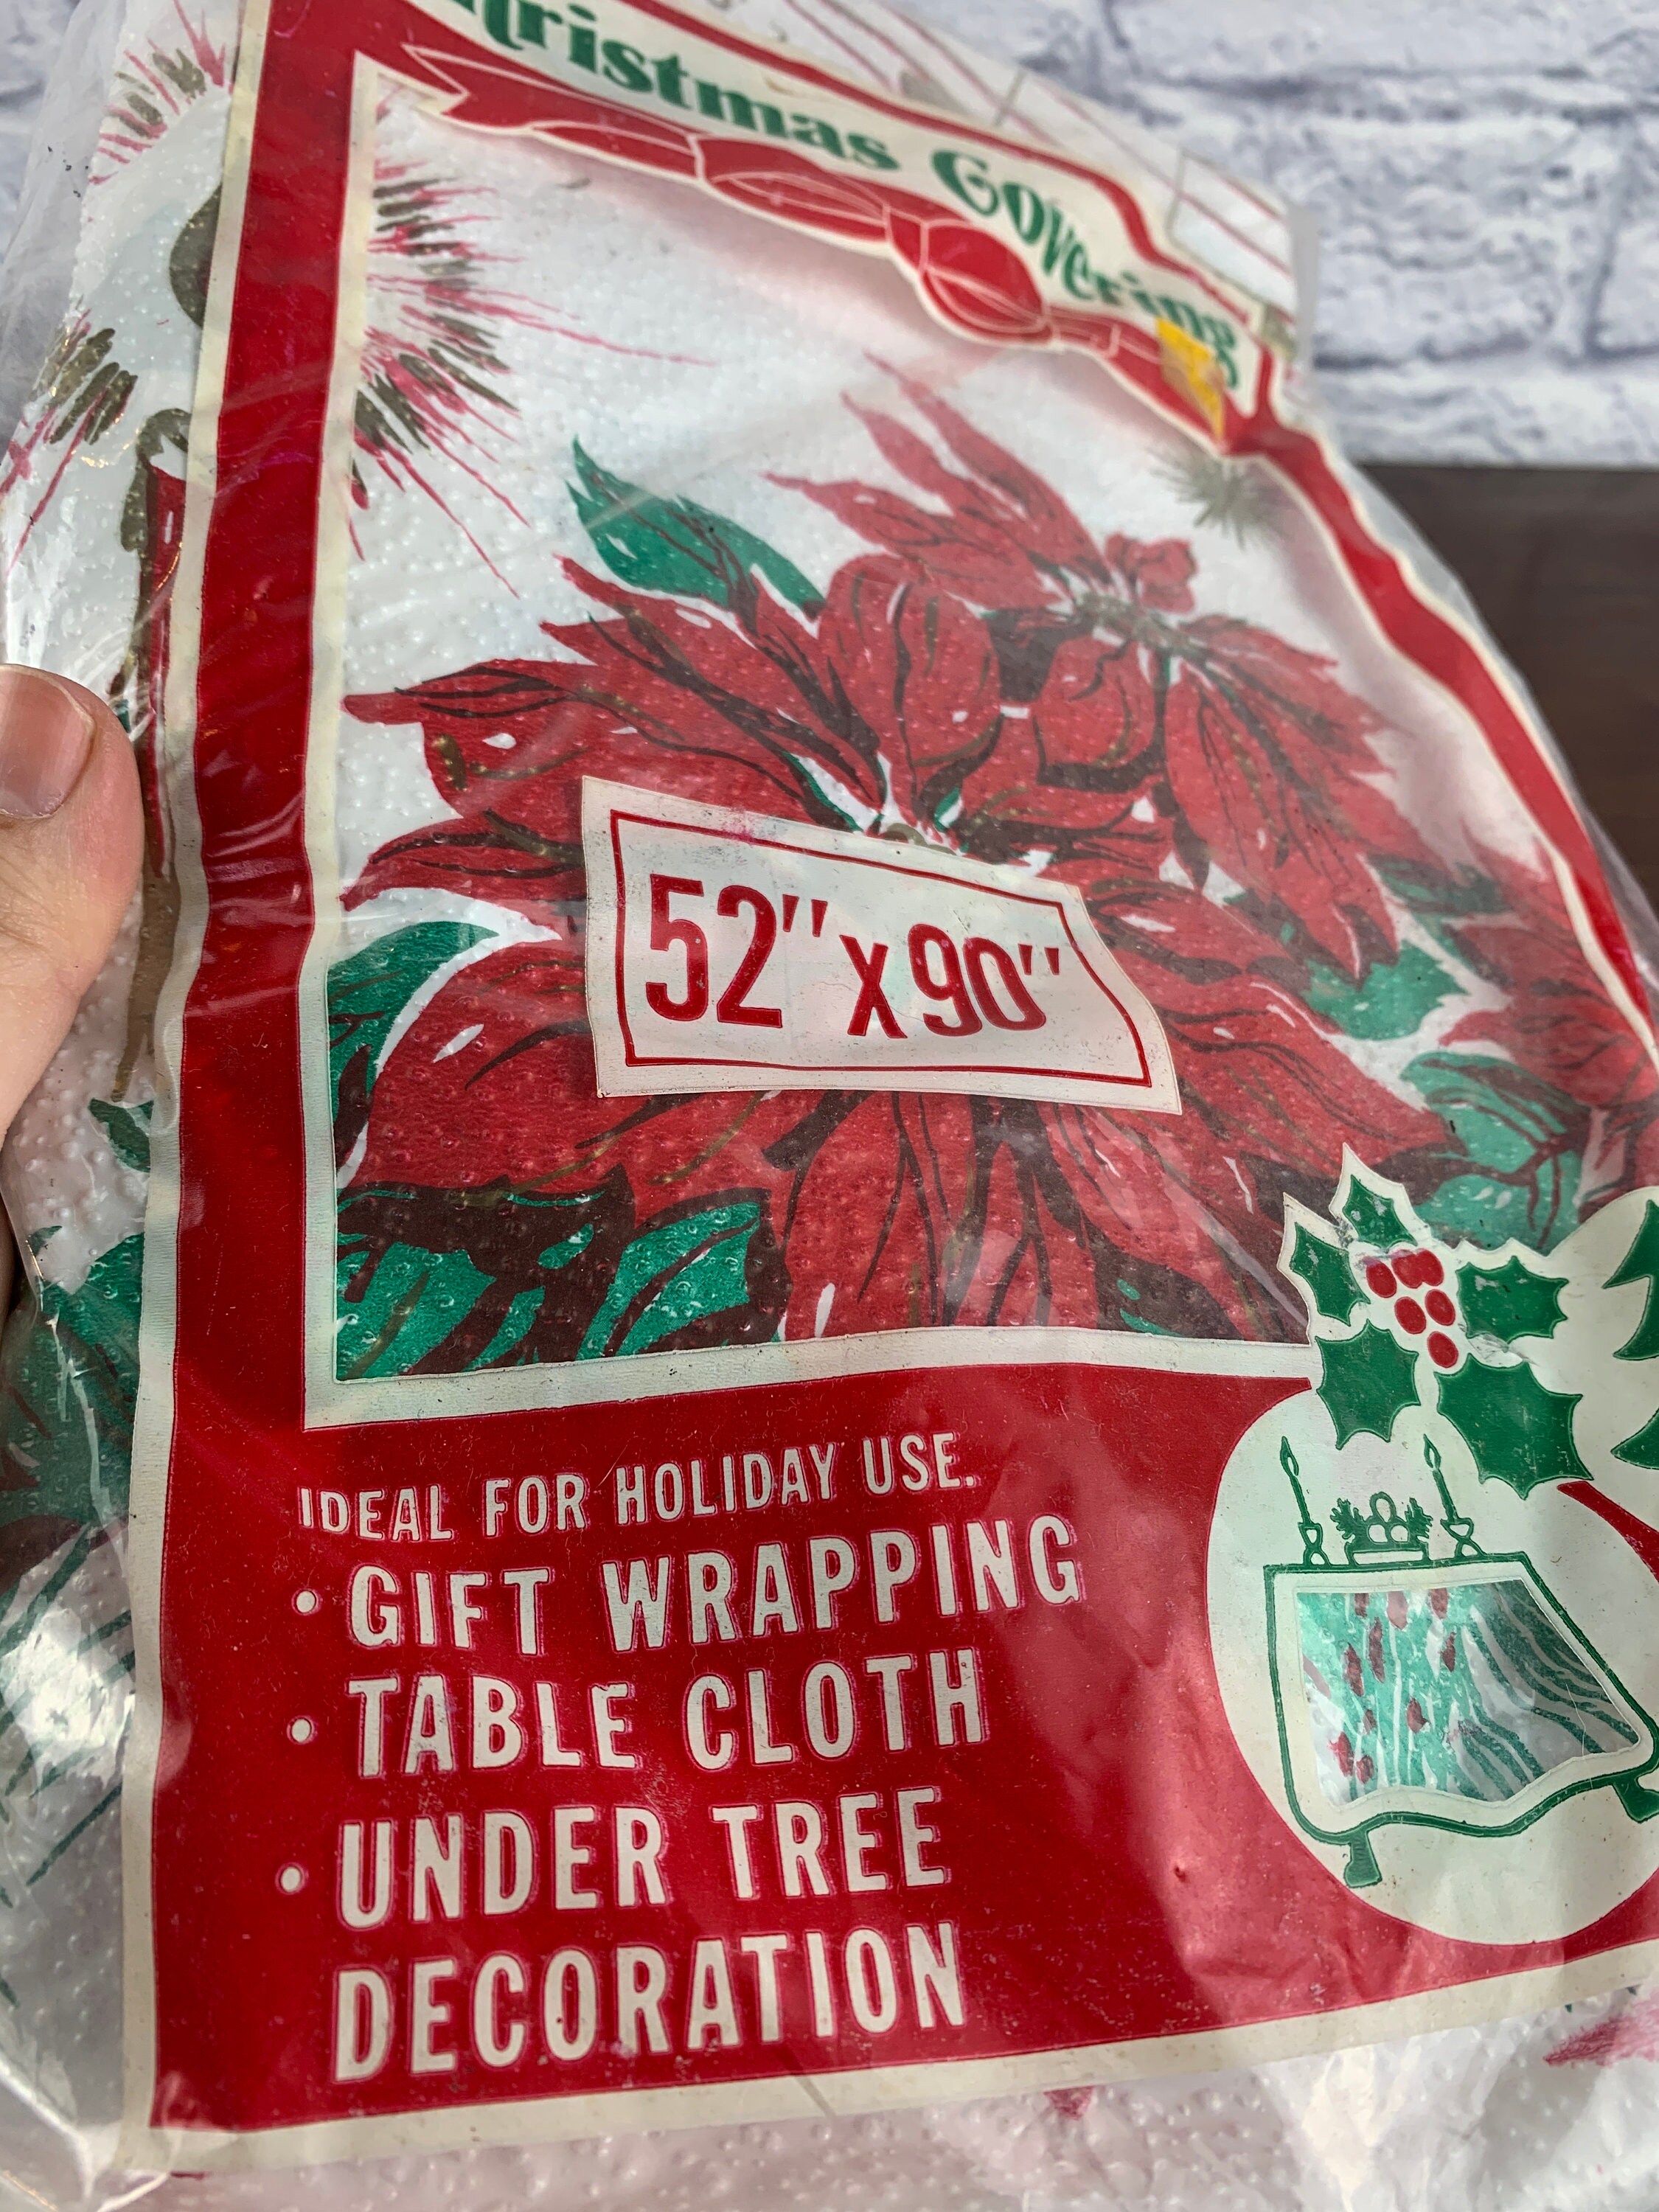 Christmas Covering
52" x 90"
IDEAL FOR HOLIDAY USE.
• GIFT WRAPPING
• TABLE CLOTH
• UNDER TREE
DECORATION